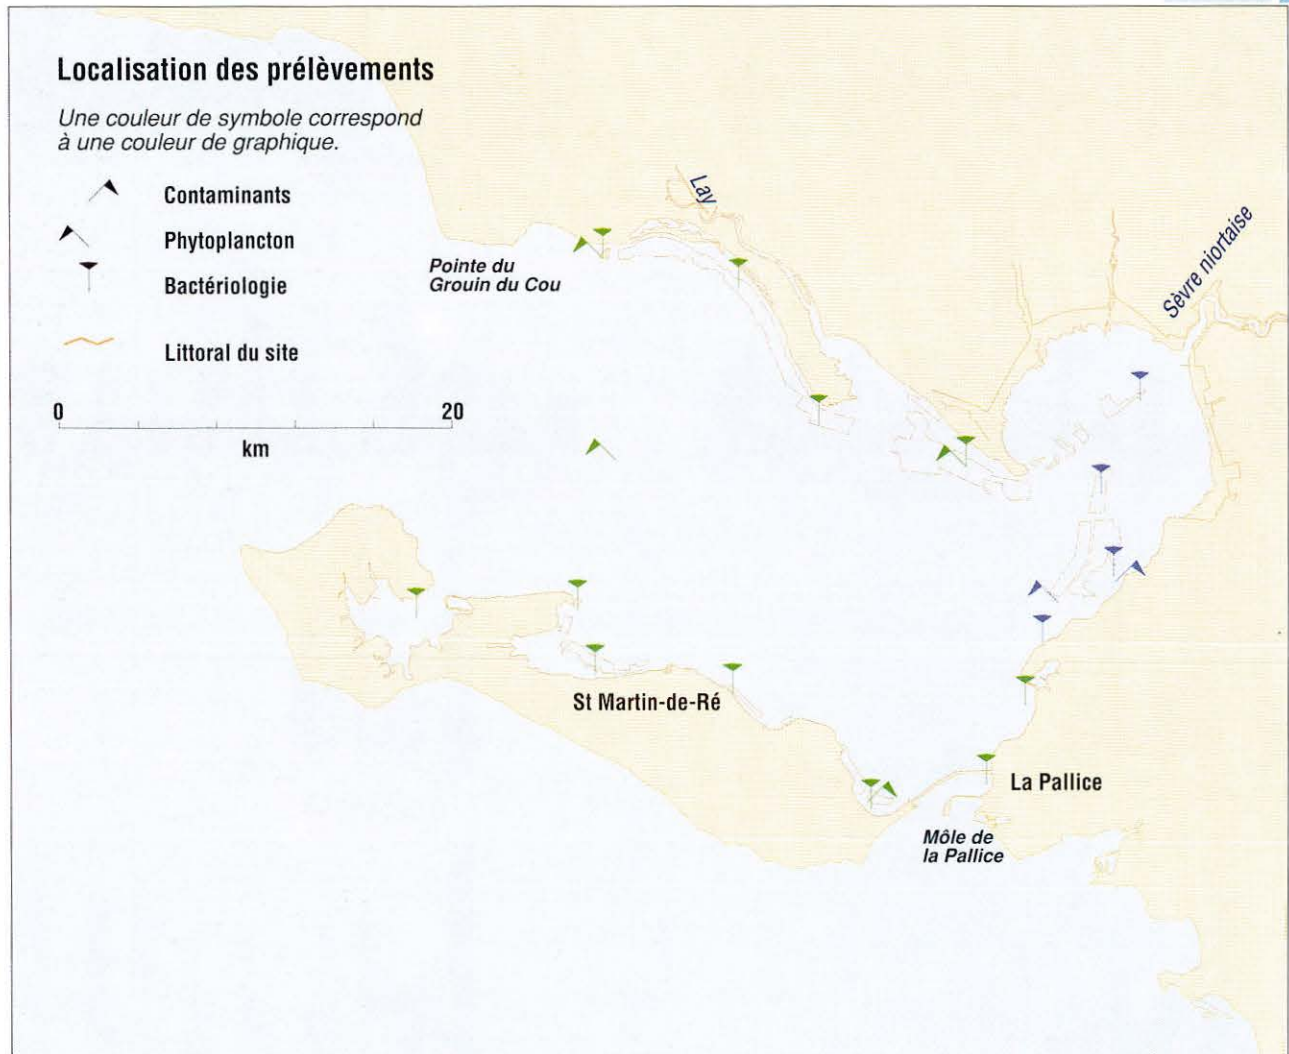 Localisation des prélèvements
Une couleur de symbole correspond
à une couleur de graphique.
Contaminants
Phytoplancton
Bactériologie
Littoral du site
0
20
km
Lay
Sèvre niortaise
Pointe du
Grouin du Cou
St Martin-de-Ré
La Pallice
Môle de
la Pallice